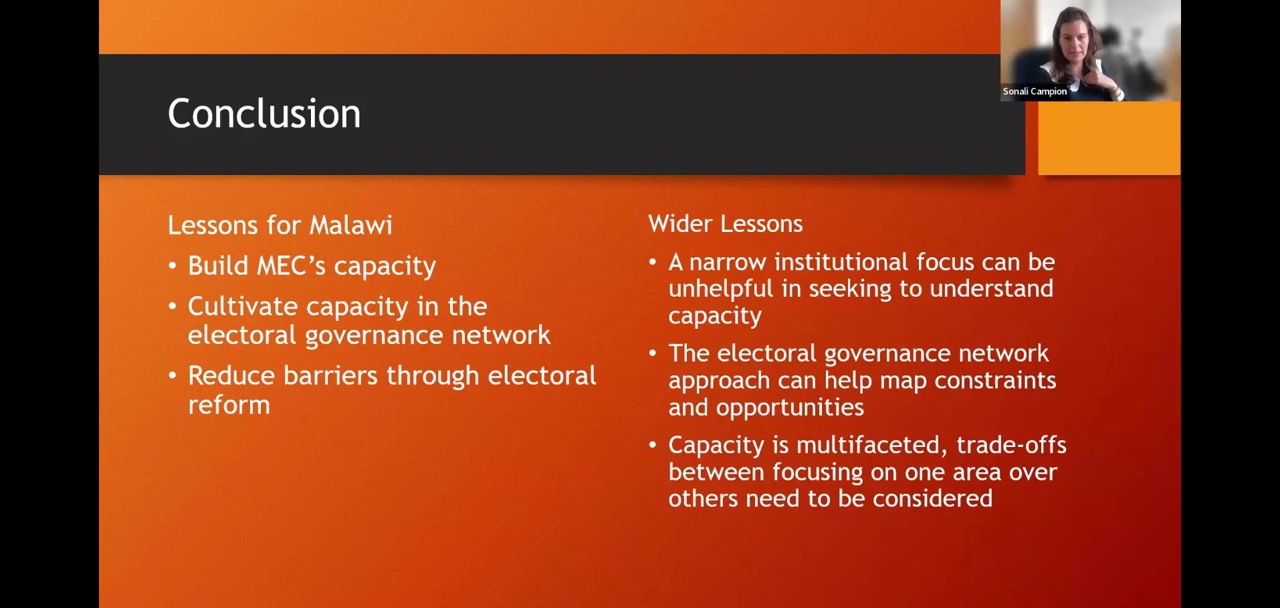 Sonali Campion
Conclusion
Lessons for Malawi
• Build MEC’s capacity
• Cultivate capacity in the
electoral governance network
• Reduce barriers through electoral
reform
Wider Lessons
• A narrow institutional focus can be
unhelpful in seeking to understand
capacity
• The electoral governance network
approach can help map constraints
and opportunities
• Capacity is multifaceted, trade-offs
between focusing on one area over
others need to be considered